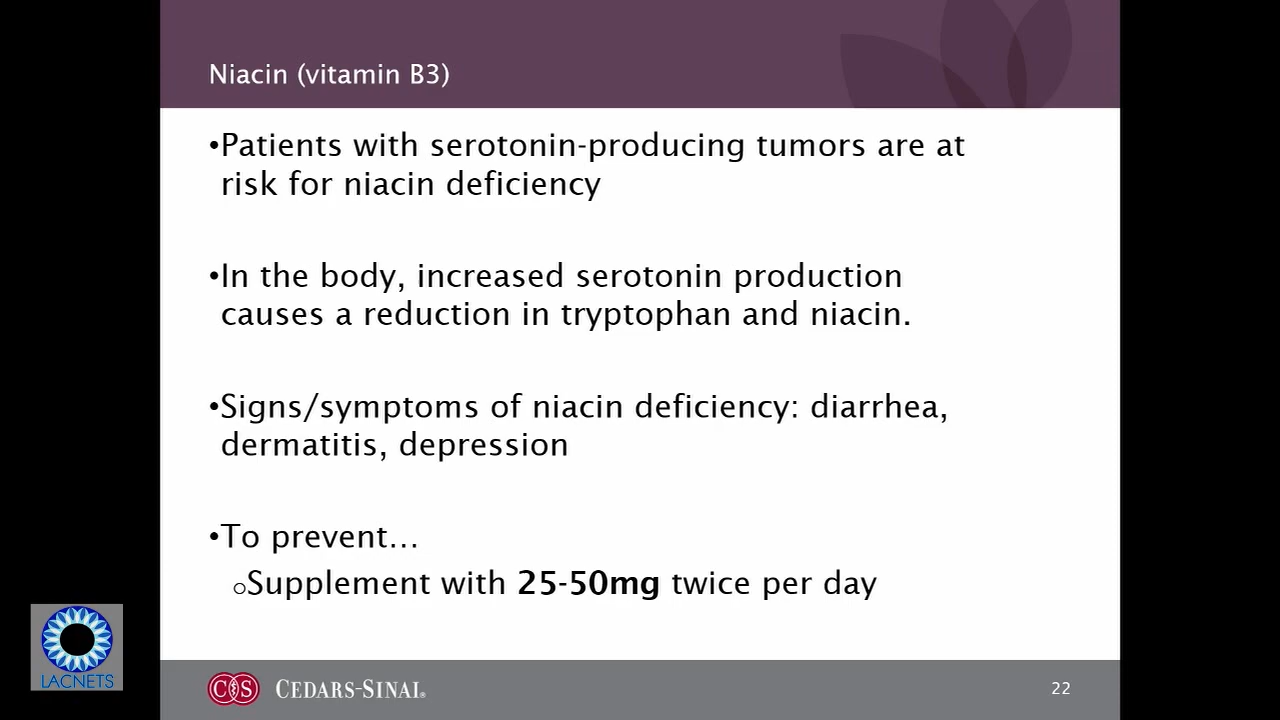 Niacin (vitamin B3)
•Patients with serotonin-producing tumors are at
risk for niacin deficiency
•In the body, increased serotonin production
causes a reduction in tryptophan and niacin.
•Signs/symptoms of niacin deficiency: diarrhea,
dermatitis, depression
•To prevent...
oSupplement with 25-50mg twice per day
LACNETS
CS CEDARS-SINAI®
22